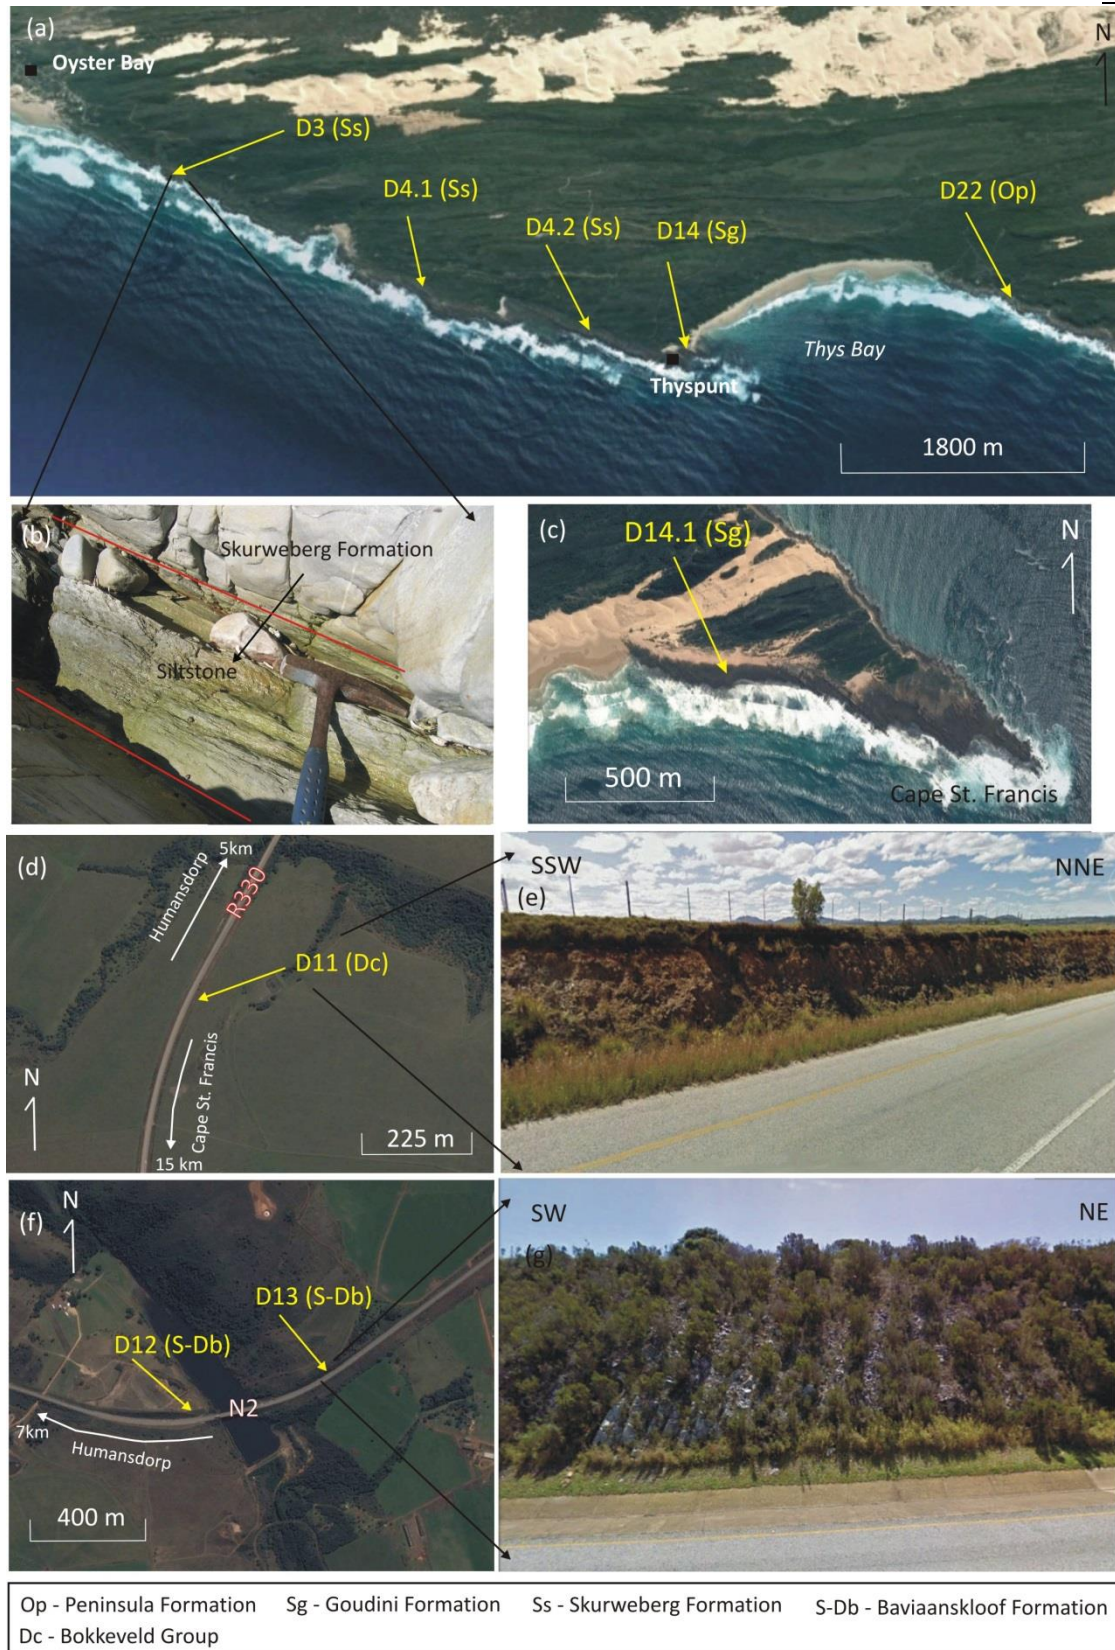 (a)
N
Oyster Bay
D3 (Ss)
D4.1 (Ss)
D4.2 (Ss)
D14 (Sg)
D22 (Op)
Thys Bay
Thyspunt
1800 m
(b)
Skurweberg Formation
Siltstone
(c)
D14.1 (Sg)
N
500 m
Cape St. Francis
(d)
5km
Humansdorp
R330
D11 (Dc)
N
Cape St. Francis
15 km
225 m
SSW
NNE
(e)
(f)
N
D13 (S-Db)
D12 (S-Db)
N2
7km
Humansdorp
400 m
SW
NE
(g)
Op - Peninsula Formation Sg - Goudini Formation Ss - Skurweberg Formation S-Db - Baviaanskloof Formation
Dc - Bokkeveld Group